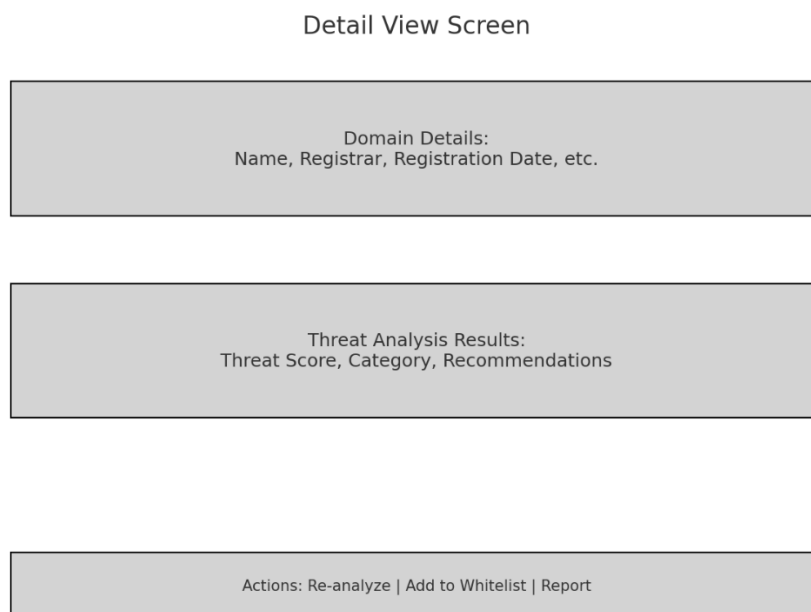 Detail View Screen
Domain Details:
Name, Registrar, Registration Date, etc.
Threat Analysis Results:
Threat Score, Category, Recommendations
Actions: Re-analyze | Add to Whitelist | Report